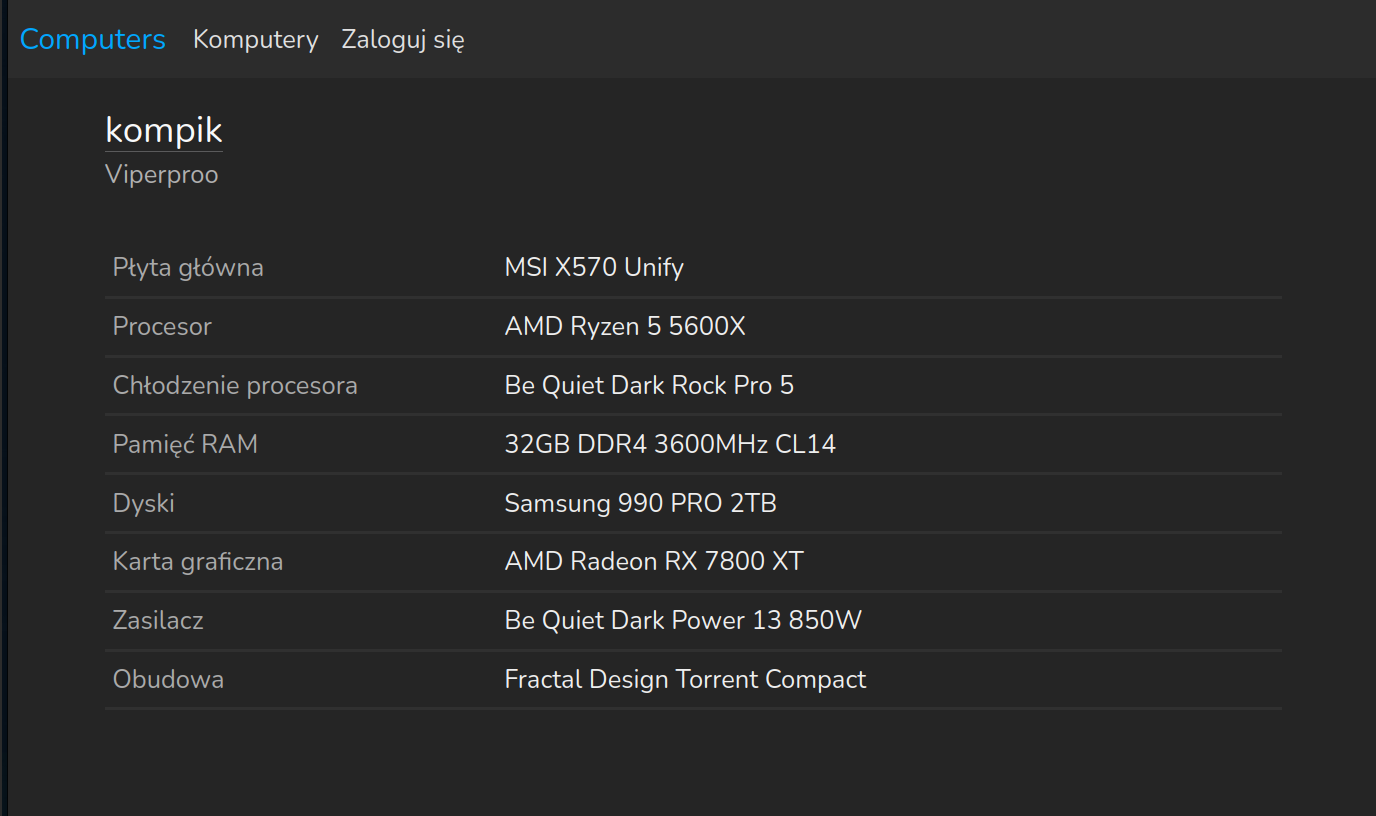 Computers Komputery Zaloguj się
kompik
Viperproo
Płyta główna MSI X570 Unify
Procesor AMD Ryzen 5 5600X
Chłodzenie procesora Be Quiet Dark Rock Pro 5
Pamięć RAM 32GB DDR4 3600MHz CL14
Dyski Samsung 990 PRO 2TB
Karta graficzna AMD Radeon RX 7800 XT
Zasilacz Be Quiet Dark Power 13 850W
Obudowa Fractal Design Torrent Compact